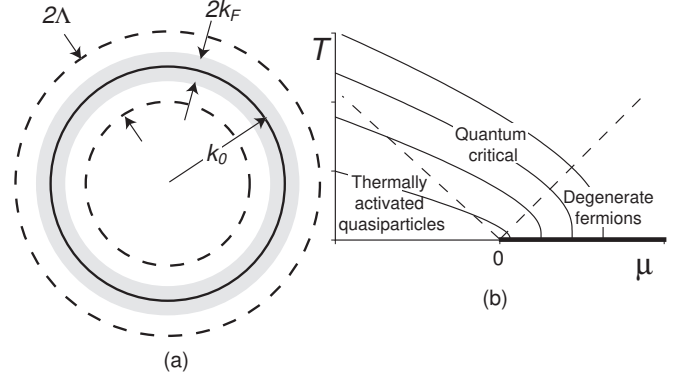 2Λ
2k_F
k_0
(a)
T
Quantum
critical
Thermally
activated
quasiparticles
Degenerate
fermions
0
μ
(b)